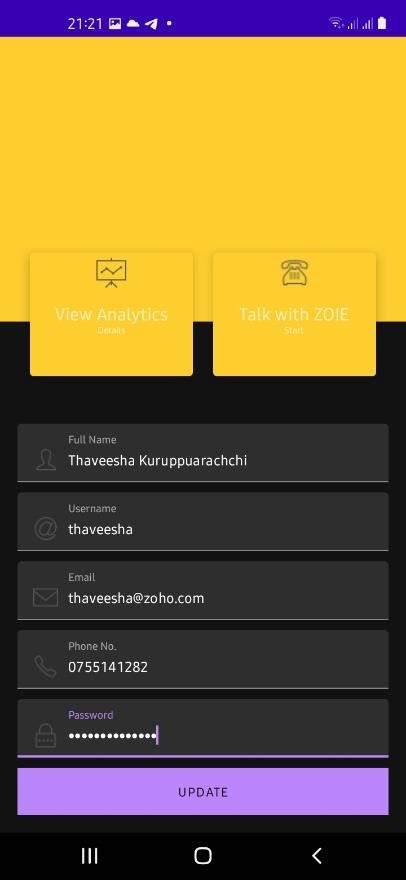 21:21
View Analytics
Details
Talk with ZOIE
Start
Full Name
Thaveesha Kuruppuarachchi
Username
thaveesha
Email
thaveesha@zoho.com
Phone No.
0755141282
Password
••••••••••••••
UPDATE